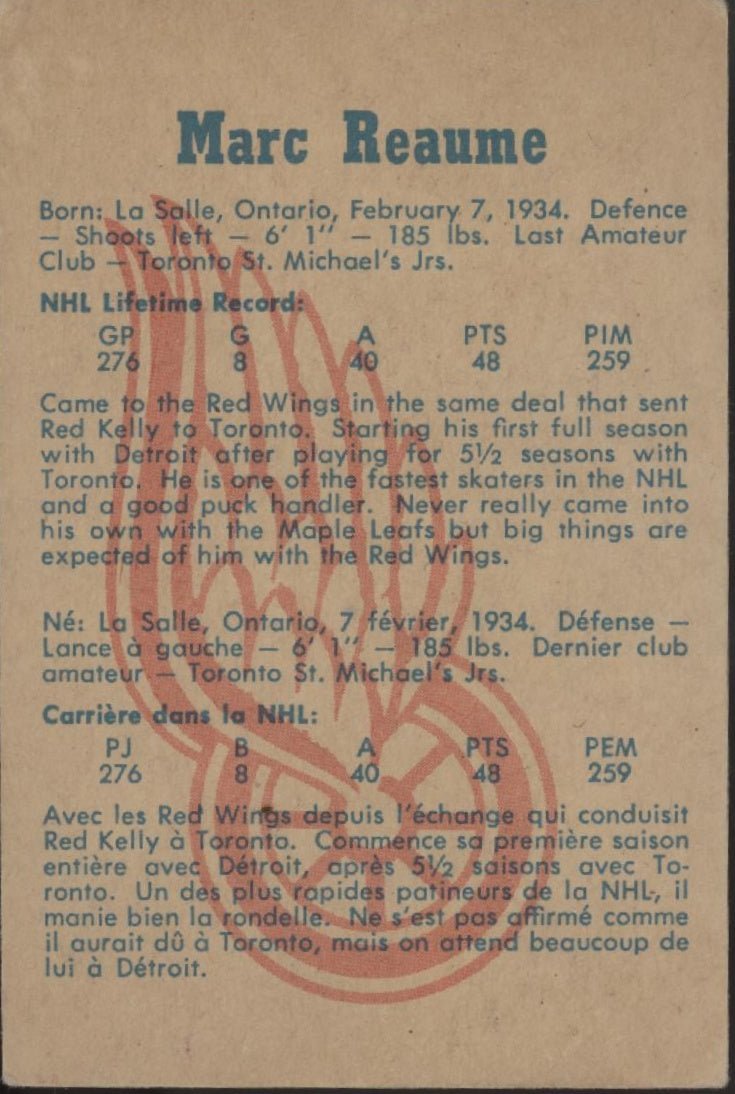 Marc Reaume
Born: La Salle, Ontario, February 7, 1934. Defence
— Shoots left — 6′ 1″ — 185 lbs. Last Amateur
Club — Toronto St. Michael's Jrs.
NHL Lifetime Record:
GP G A PTS PIM
276 8 40 48 259
Came to the Red Wings in the same deal that sent
Red Kelly to Toronto. Starting his first full season
with Detroit after playing for 5½ seasons with
Toronto. He is one of the fastest skaters in the NHL
and a good puck handler. Never really came into
his own with the Maple Leafs but big things are
expected of him with the Red Wings.
Né: La Salle, Ontario, 7 février, 1934. Défense —
Lance à gauche — 6′ 1″ — 185 lbs. Dernier club
amateur — Toronto St. Michael's Jrs.
Carrière dans la NHL:
PJ B A PTS PEM
276 8 40 48 259
Avec les Red Wings depuis l'échange qui conduisit
Red Kelly à Toronto. Commence sa première saison
entière avec Détroit, après 5½ saisons avec To-
ronto. Un des plus rapides patineurs de la NHL, il
manie bien la rondelle. Ne s'est pas affirmé comme
il aurait dû à Toronto, mais on attend beaucoup de
lui à Détroit.